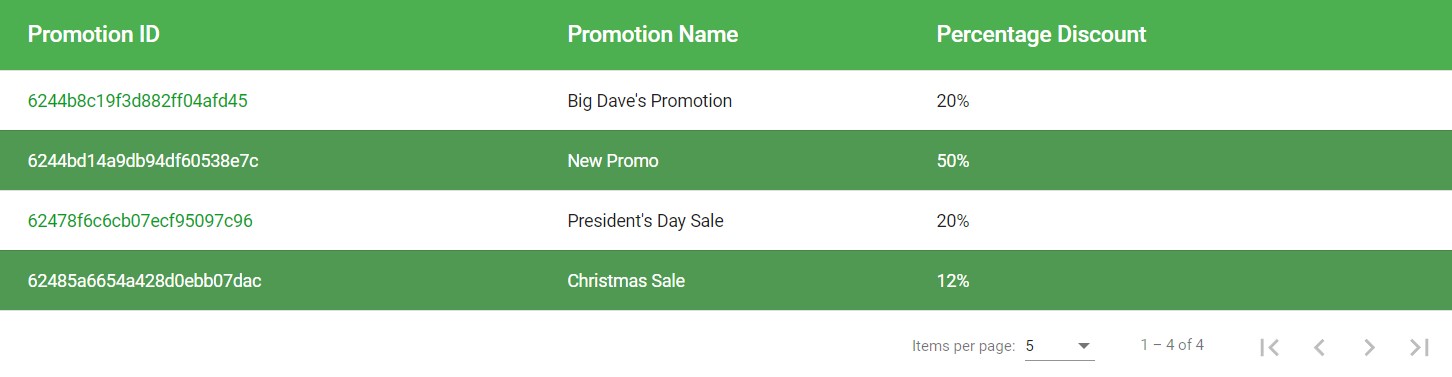 Promotion ID Promotion Name Percentage Discount
6244b8c19f3d882ff04afd45 Big Dave's Promotion 20%
6244bd14a9db94df60538e7c New Promo 50%
62478f6c6cb07ecf95097c96 President's Day Sale 20%
62485a6654a428d0ebb07dac Christmas Sale 12%
Items per page: 5 1 – 4 of 4